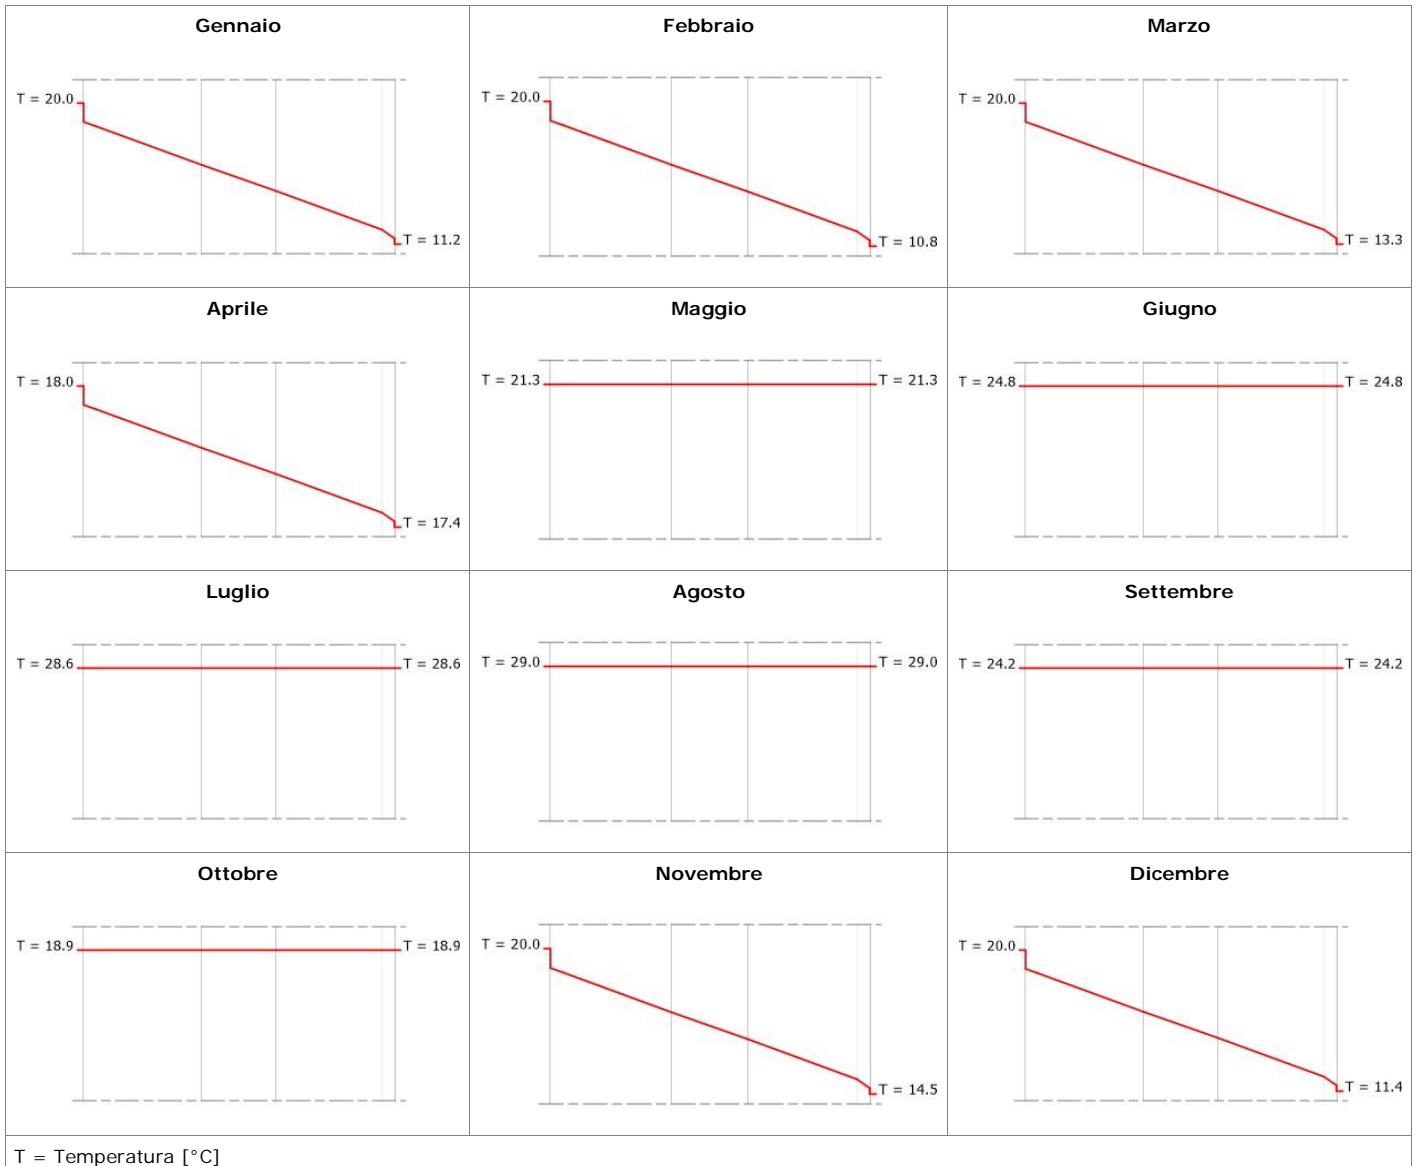 Gennaio
T = 20.0
T = 11.2
Febbraio
T = 20.0
T = 10.8
Marzo
T = 20.0
T = 13.3
Aprile
T = 18.0
T = 17.4
Maggio
T = 21.3
T = 21.3
Giugno
T = 24.8
T = 24.8
Luglio
T = 28.6
T = 28.6
Agosto
T = 29.0
T = 29.0
Settembre
T = 24.2
T = 24.2
Ottobre
T = 18.9
T = 18.9
Novembre
T = 20.0
T = 14.5
Dicembre
T = 20.0
T = 11.4
T = Temperatura [°C]